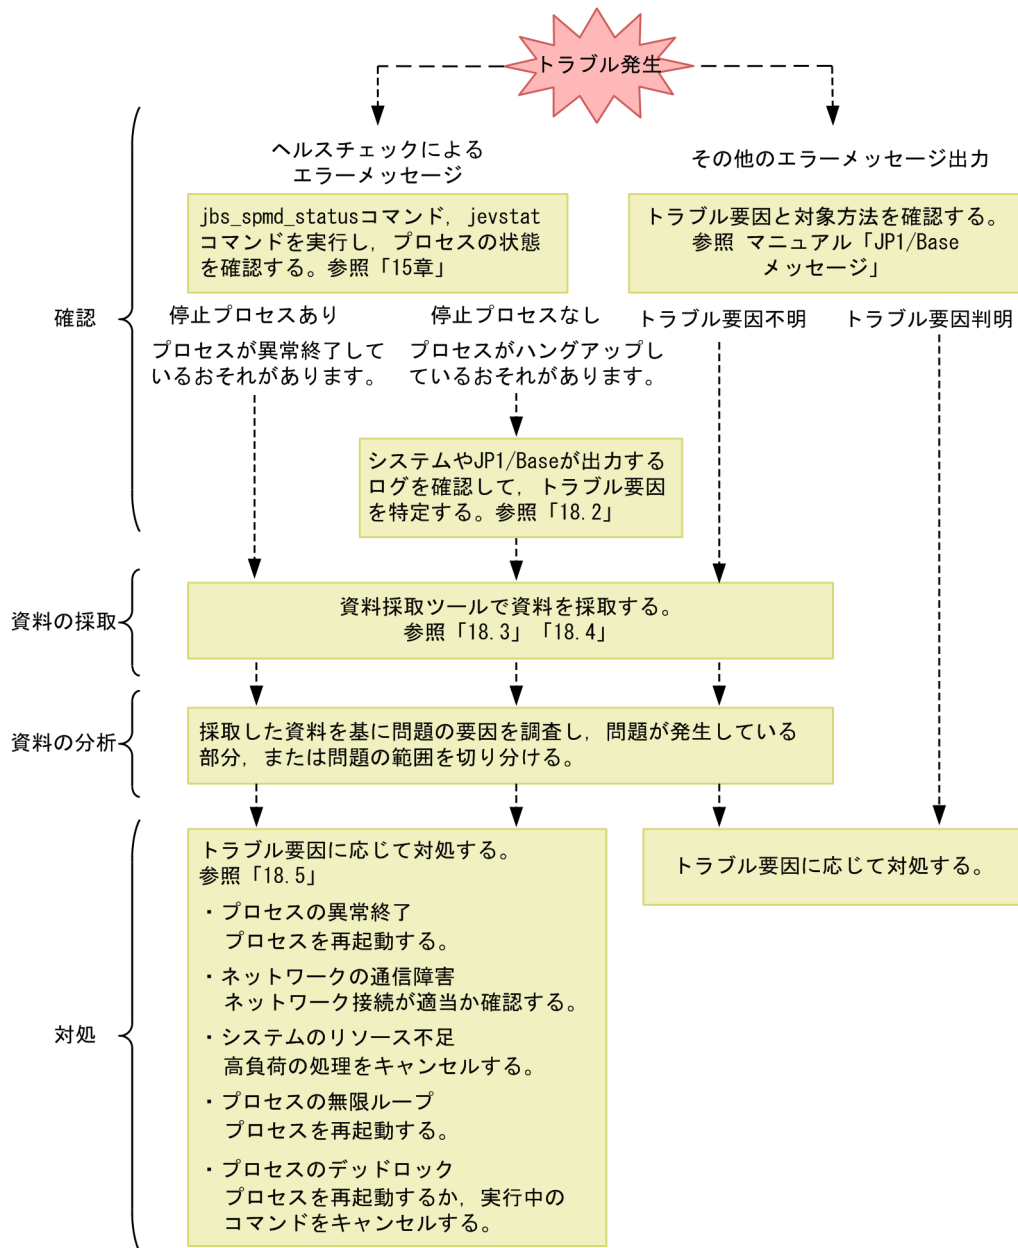 トラブル発生
ヘルスチェックによる
エラーメッセージ
その他のエラーメッセージ出力
jbs_spmd_statusコマンド，jevstat
コマンドを実行し，プロセスの状態
を確認する。参照「15章」
トラブル要因と対象方法を確認する。
参照 マニュアル「JP1/Base
メッセージ」
確認
停止プロセスあり
プロセスが異常終了して
いるおそれがあります。
停止プロセスなし
プロセスがハングアップし
ているおそれがあります。
トラブル要因不明
トラブル要因判明
システムやJP1/Baseが出力する
ログを確認して，トラブル要因
を特定する。参照「18.2」
資料の採取
資料採取ツールで資料を採取する。
参照「18.3」「18.4」
資料の分析
採取した資料を基に問題の要因を調査し，問題が発生している
部分，または問題の範囲を切り分ける。
対処
トラブル要因に応じて対処する。
参照「18.5」
・プロセスの異常終了
プロセスを再起動する。
・ネットワークの通信障害
ネットワーク接続が適当か確認する。
・システムのリソース不足
高負荷の処理をキャンセルする。
・プロセスの無限ループ
プロセスを再起動する。
・プロセスのデッドロック
プロセスを再起動するか，実行中の
コマンドをキャンセルする。
トラブル要因に応じて対処する。